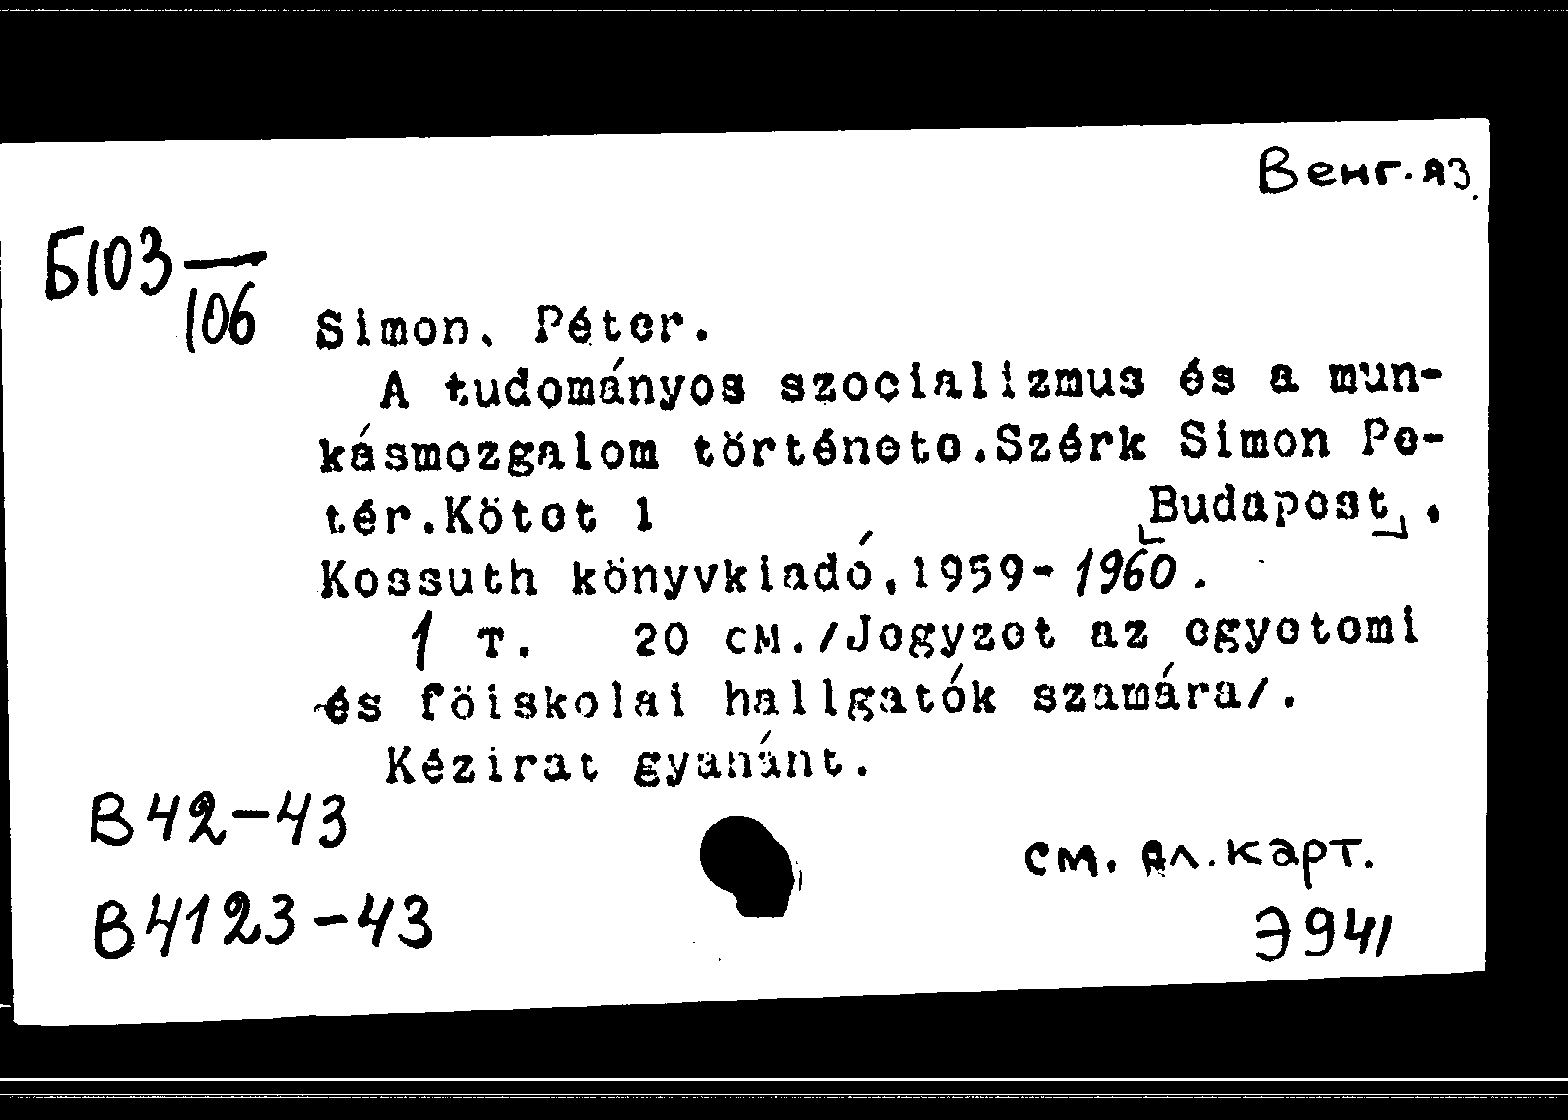 Венг. яз.
Б103 —
106
Simon, Péter.
A tudományos szocializmus és a mun-
kásmozgalom története.Szérk Simon Pe-
tér.Kötet 1 [Budapest].
Kossuth könyvkiadó,1959-1960.
1 т. 20 см./Jegyzet az egyetemi
és föiskolai hallgatók számára/.
Kézirat gyanánt.
В42-43
В4123-43
см. ал. карт.
Э941